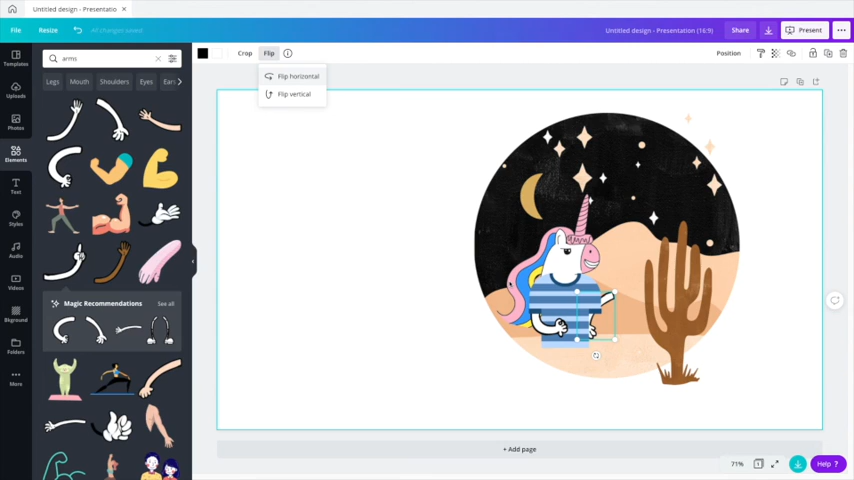 Untitled design - Presentatio
File
Resize
All changes saved
Untitled design - Presentation (16:9)
Share
Present
Templates
Uploads
Photos
Elements
Text
Styles
Audio
Videos
Bkground
Folders
More
arms
Legs
Mouth
Shoulders
Eyes
Ears
Magic Recommendations
See all
Crop
Flip
Position
Flip horizontal
Flip vertical
+ Add page
71%
1
Help ?